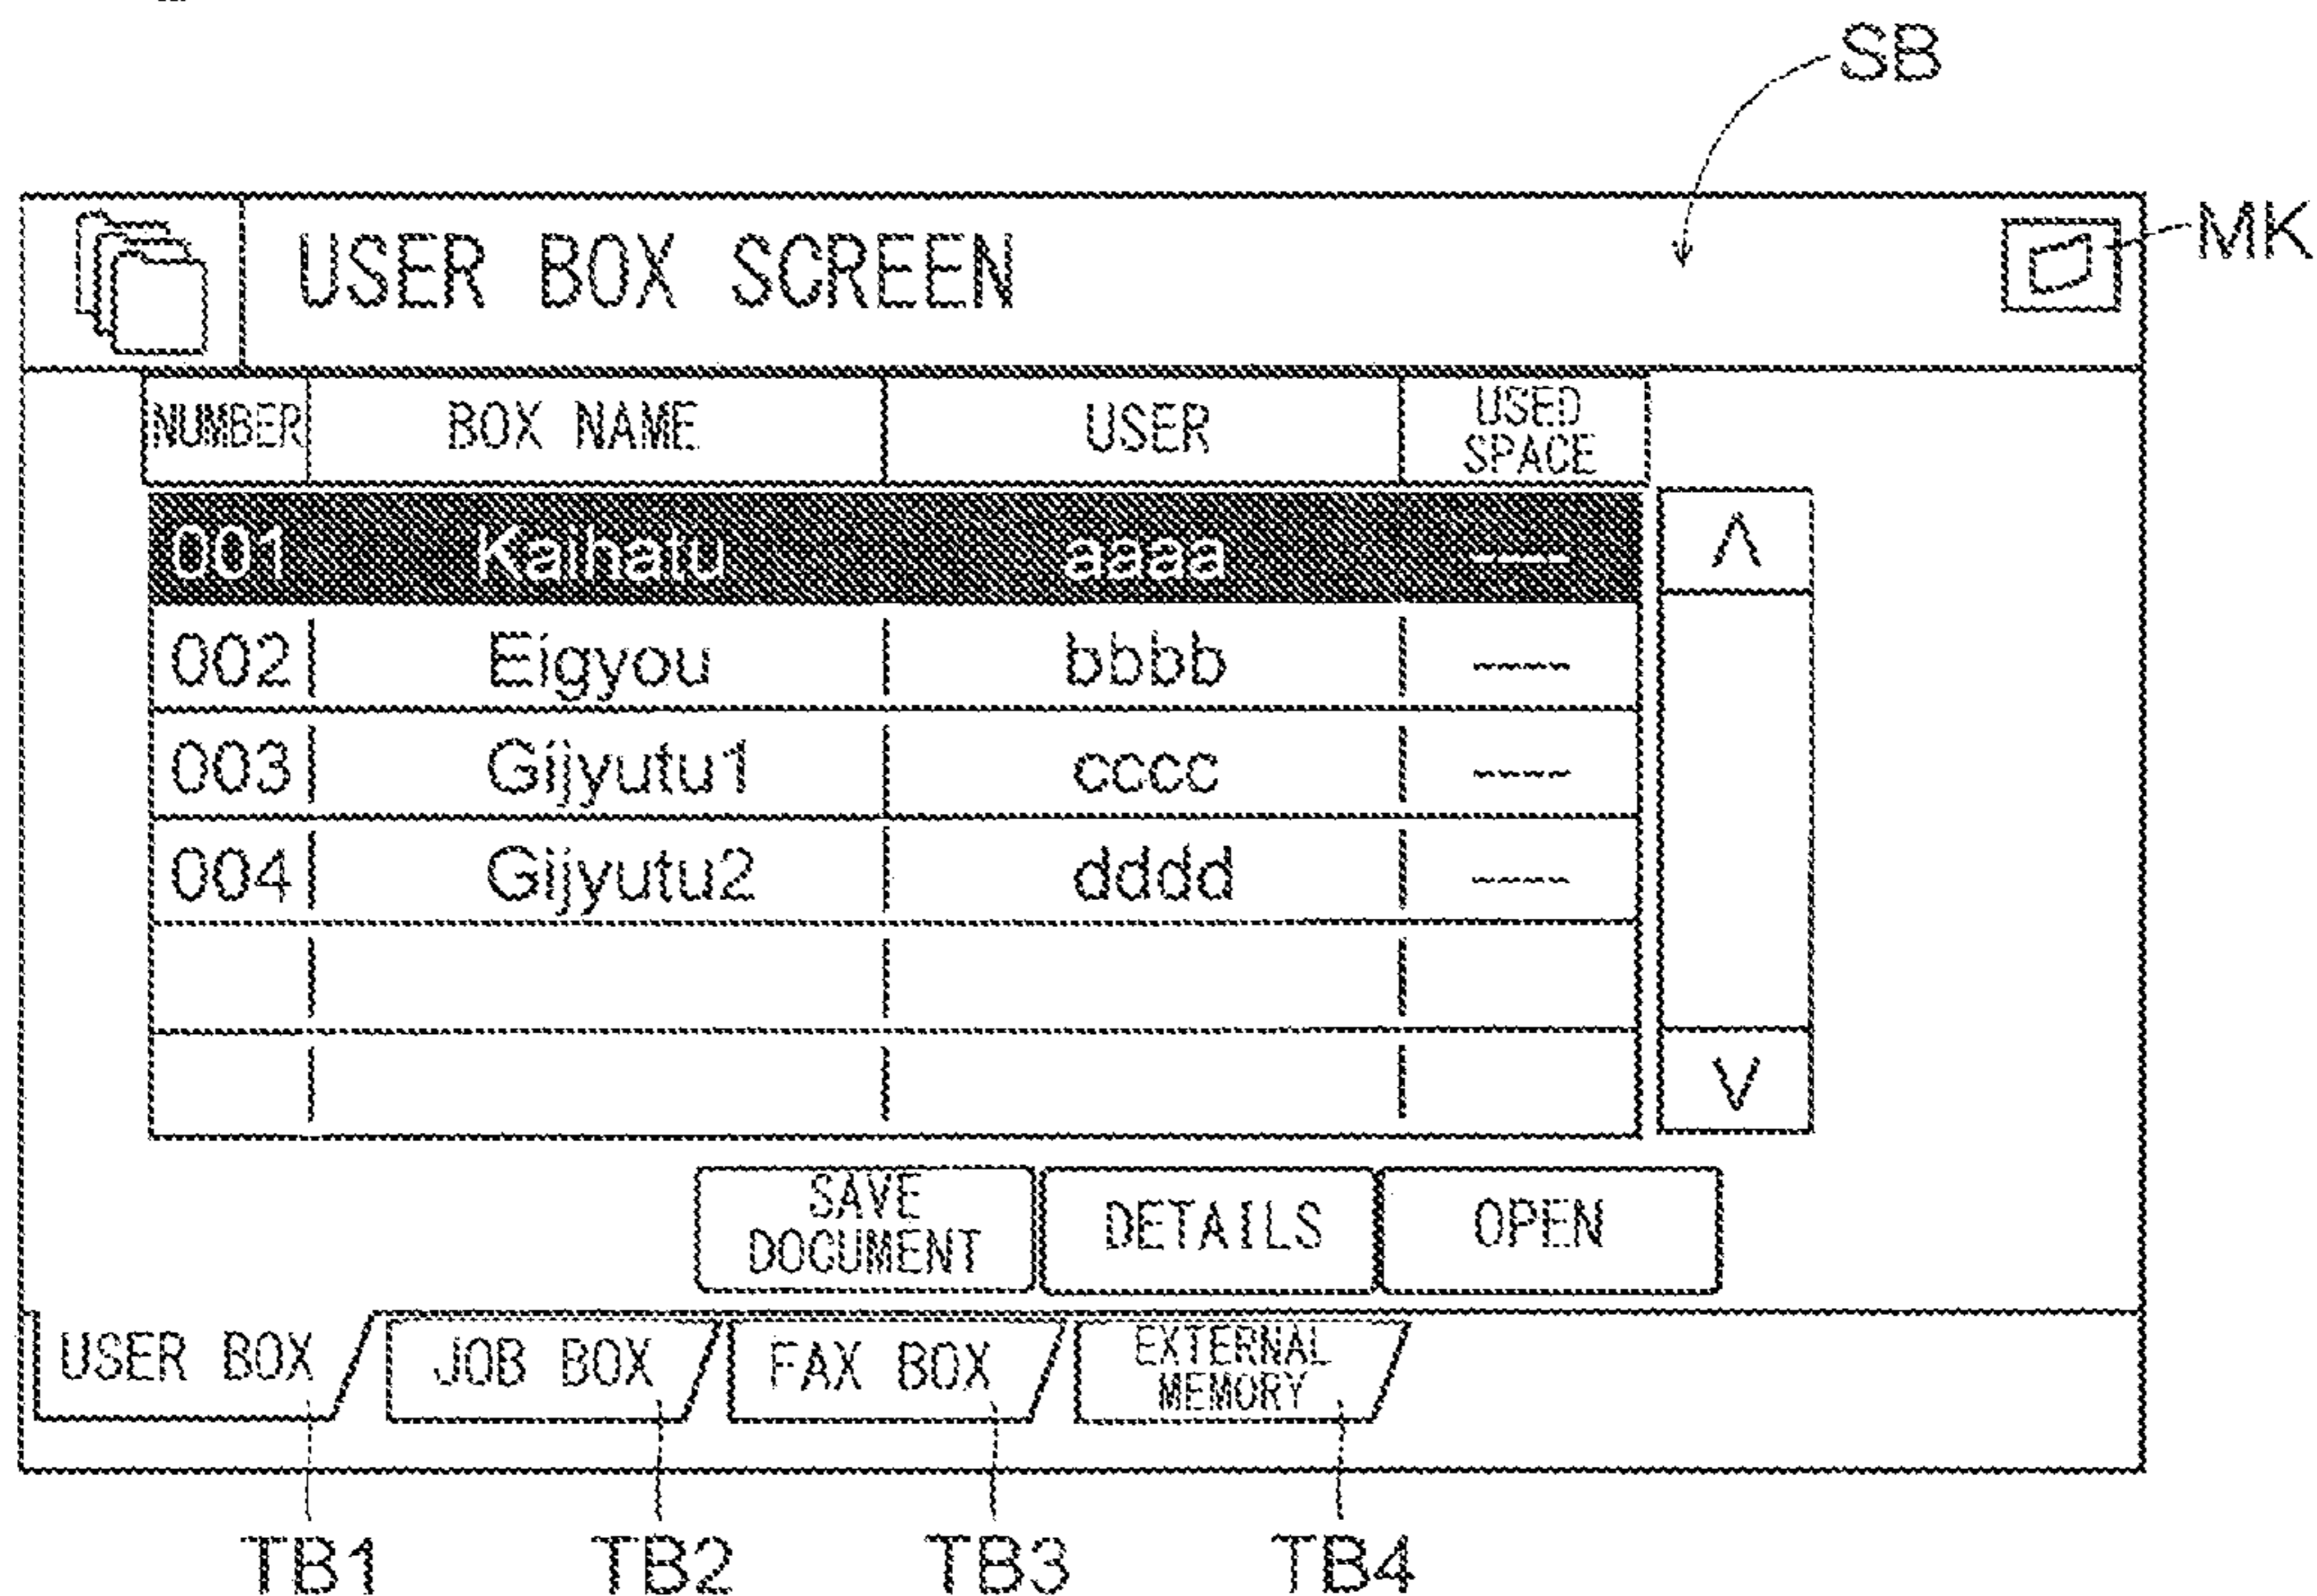 SB
USER BOX SCREEN
MK
NUMBER BOX NAME USER USED SPACE
001 Kaihatu aaaa ----
002 Eigyou bbbb ----
003 Gijyutu1 cccc ----
004 Gijyutu2 dddd ----
SAVE DOCUMENT DETAILS OPEN
USER BOX JOB BOX FAX BOX EXTERNAL MEMORY
TB1 TB2 TB3 TB4